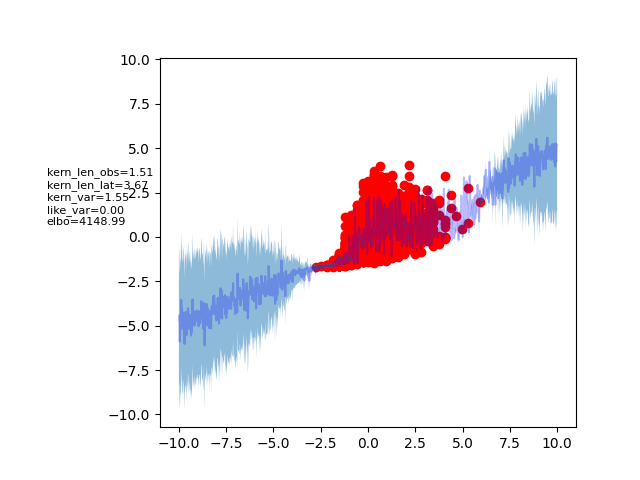 10.0
7.5
5.0
2.5
0.0
−2.5
−5.0
−7.5
−10.0
kern_len_obs=1.51
kern_len_lat=3.67
kern_var=1.55
like_var=0.00
elbo=4148.99
−10.0 −7.5 −5.0 −2.5 0.0 2.5 5.0 7.5 10.0